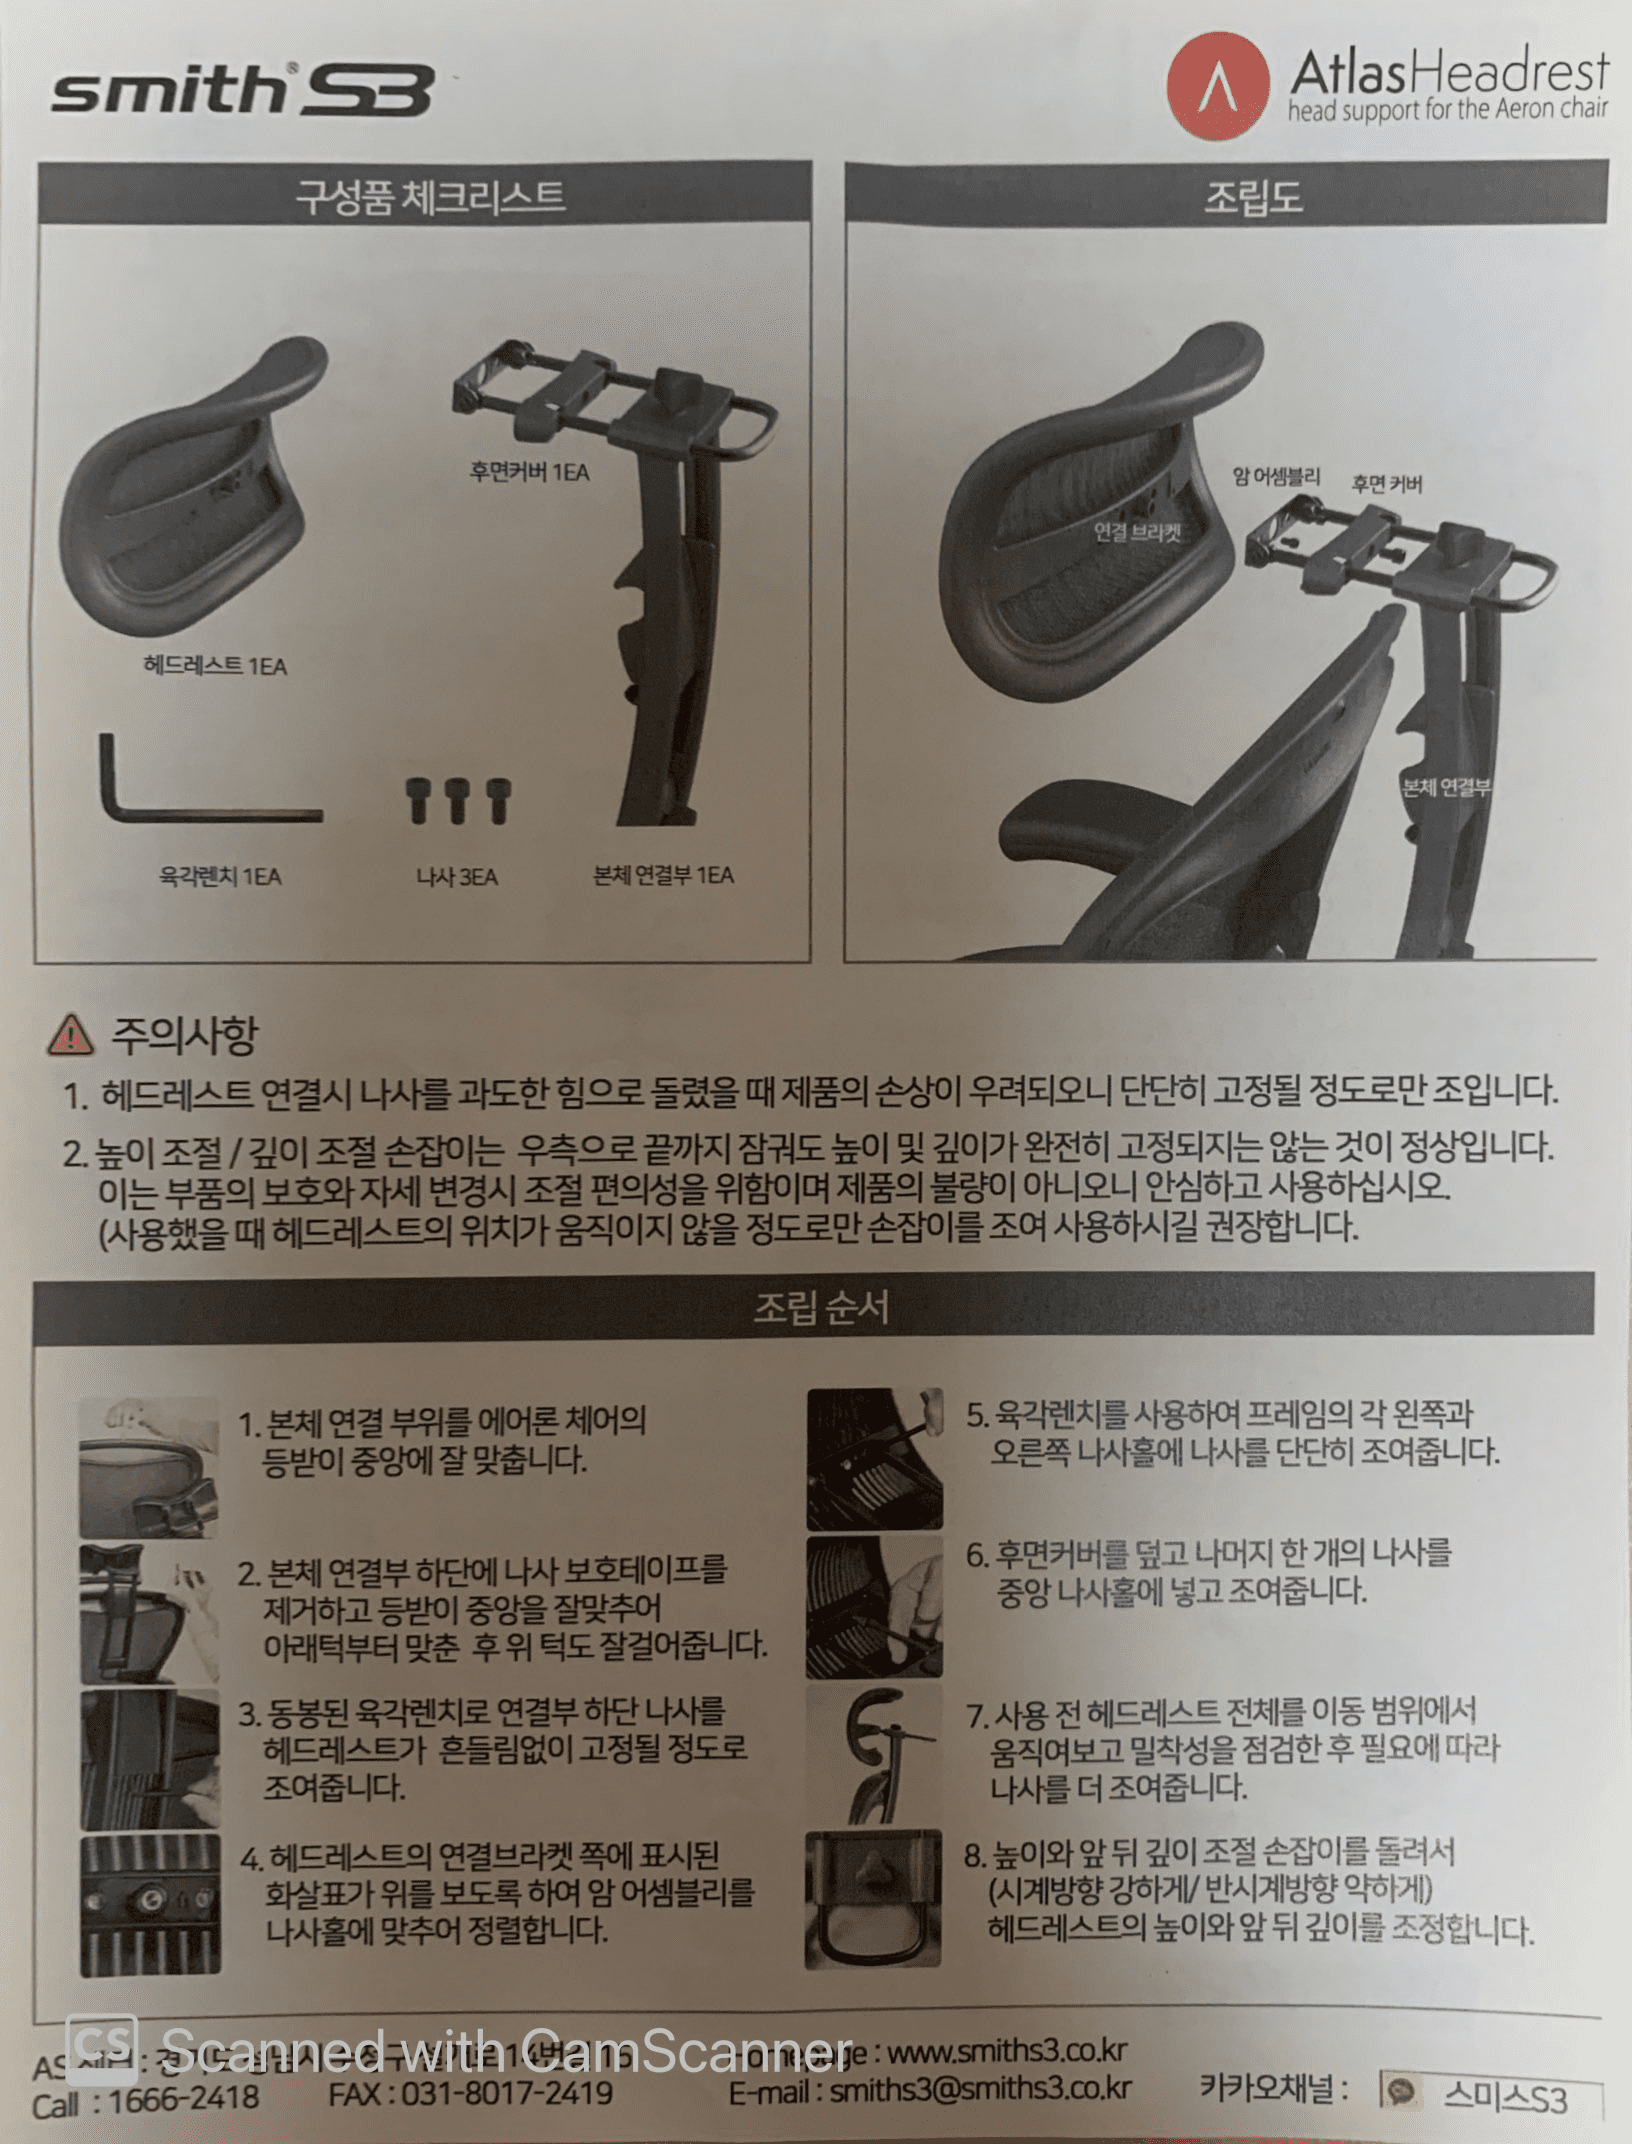 smith S3
AtlasHeadrest
head support for the Aeron chair
구성품 체크리스트
후면커버 1EA
헤드레스트 1EA
육각렌치 1EA
나사 3EA
본체 연결부 1EA
조립도
암 어셈블리
후면 커버
연결 브라켓
본체 연결부
주의사항
1. 헤드레스트 연결시 나사를 과도한 힘으로 돌렸을 때 제품의 손상이 우려되오니 단단히 고정될 정도로만 조입니다.
2. 높이 조절 / 깊이 조절 손잡이는 우측으로 끝까지 잠궈도 높이 및 깊이가 완전히 고정되지는 않는 것이 정상입니다.
이는 부품의 보호와 자세 변경시 조절 편의성을 위함이며 제품의 불량이 아니오니 안심하고 사용하십시오.
(사용했을 때 헤드레스트의 위치가 움직이지 않을 정도로만 손잡이를 조여 사용하시길 권장합니다.
조립 순서
1. 본체 연결 부위를 에어론 체어의
등받이 중앙에 잘 맞춥니다.
2. 본체 연결부 하단에 나사 보호테이프를
제거하고 등받이 중앙을 잘맞추어
아래턱부터 맞춘 후 위 턱도 잘걸어줍니다.
3. 동봉된 육각렌치로 연결부 하단 나사를
헤드레스트가 흔들림없이 고정될 정도로
조여줍니다.
4. 헤드레스트의 연결브라켓 쪽에 표시된
화살표가 위를 보도록 하여 암 어셈블리를
나사홀에 맞추어 정렬합니다.
5. 육각렌치를 사용하여 프레임의 각 왼쪽과
오른쪽 나사홀에 나사를 단단히 조여줍니다.
6. 후면커버를 덮고 나머지 한 개의 나사를
중앙 나사홀에 넣고 조여줍니다.
7. 사용 전 헤드레스트 전체를 이동 범위에서
움직여보고 밀착성을 점검한 후 필요에 따라
나사를 더 조여줍니다.
8. 높이와 앞 뒤 깊이 조절 손잡이를 돌려서
(시계방향 강하게/ 반시계방향 약하게)
헤드레스트의 높이와 앞 뒤 깊이를 조정합니다.
CS Scanned with CamScanner
AS : 경기도
Homepage : www.smiths3.co.kr
Call : 1666-2418
FAX : 031-8017-2419
E-mail : smiths3@smiths3.co.kr
카카오채널 :
스미스S3